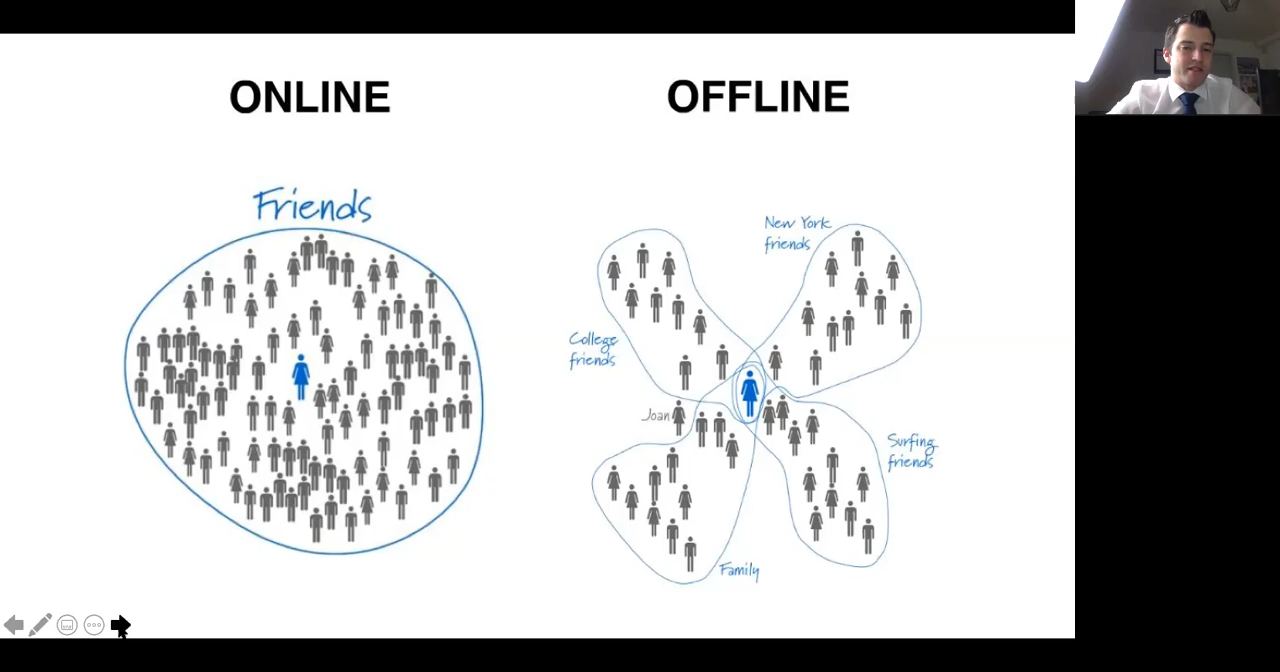 ONLINE
OFFLINE
Friends
New York
friends
College
friends
Joan
Surfing
friends
Family